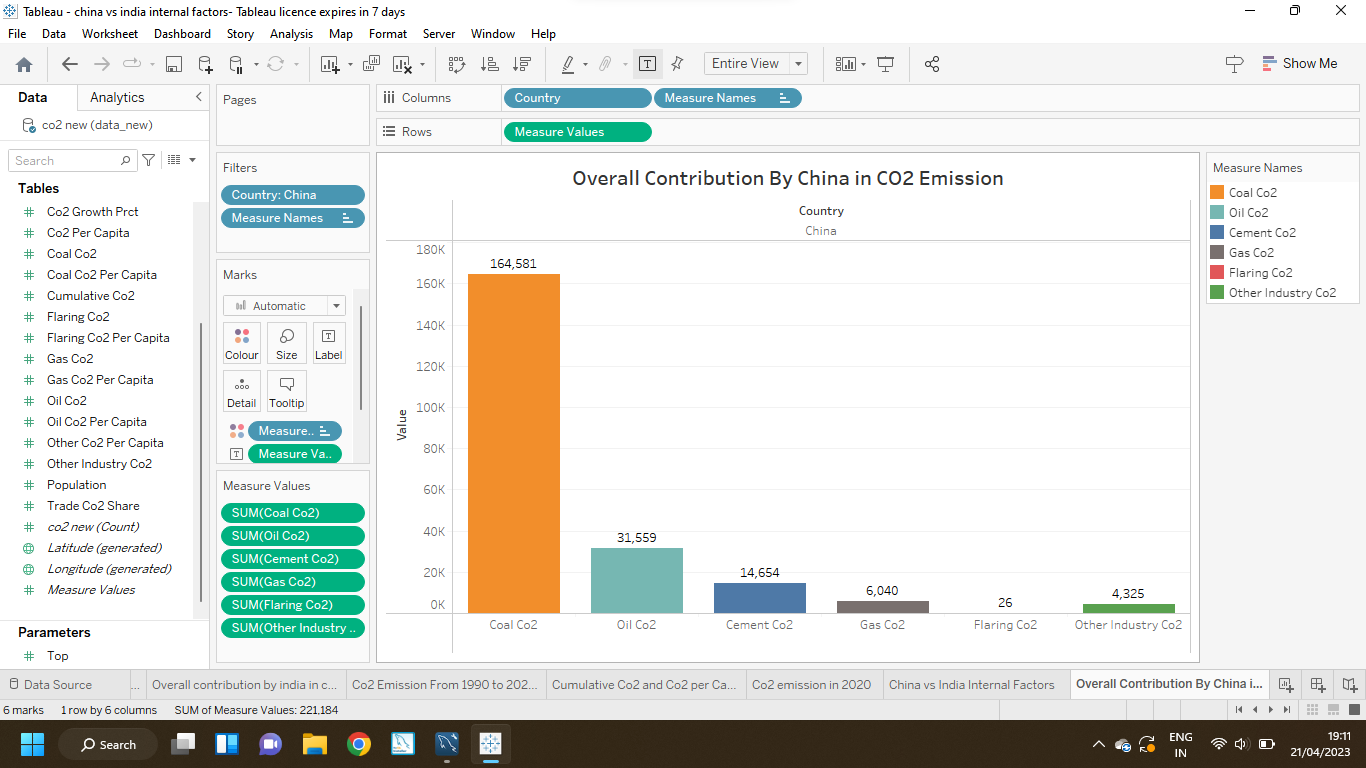 Tableau - china vs india internal factors- Tableau licence expires in 7 days
File Data Worksheet Dashboard Story Analysis Map Format Server Window Help
Entire View
Show Me
Data Analytics
co2 new (data_new)
Search
Tables
Co2 Growth Prct
Co2 Per Capita
Coal Co2
Coal Co2 Per Capita
Cumulative Co2
Flaring Co2
Flaring Co2 Per Capita
Gas Co2
Gas Co2 Per Capita
Oil Co2
Oil Co2 Per Capita
Other Co2 Per Capita
Other Industry Co2
Population
Trade Co2 Share
co2 new (Count)
Latitude (generated)
Longitude (generated)
Measure Values
Parameters
Top
Pages
Filters
Country: China
Measure Names
Marks
Automatic
Colour Size Label
Detail Tooltip
Measure..
Measure Va..
Measure Values
SUM(Coal Co2)
SUM(Oil Co2)
SUM(Cement Co2)
SUM(Gas Co2)
SUM(Flaring Co2)
SUM(Other Industry ..
Columns Country Measure Names
Rows Measure Values
Overall Contribution By China in CO2 Emission
Country
China
Value
180K
160K
140K
120K
100K
80K
60K
40K
20K
0K
164,581
31,559
14,654
6,040
26
4,325
Coal Co2 Oil Co2 Cement Co2 Gas Co2 Flaring Co2 Other Industry Co2
Measure Names
Coal Co2
Oil Co2
Cement Co2
Gas Co2
Flaring Co2
Other Industry Co2
Data Source ... Overall contribution by india in c... Co2 Emission From 1990 to 202... Cumulative Co2 and Co2 per Ca... Co2 emission in 2020 China vs India Internal Factors Overall Contribution By China i...
6 marks 1 row by 6 columns SUM of Measure Values: 221,184
Search
ENG
IN
19:11
21/04/2023